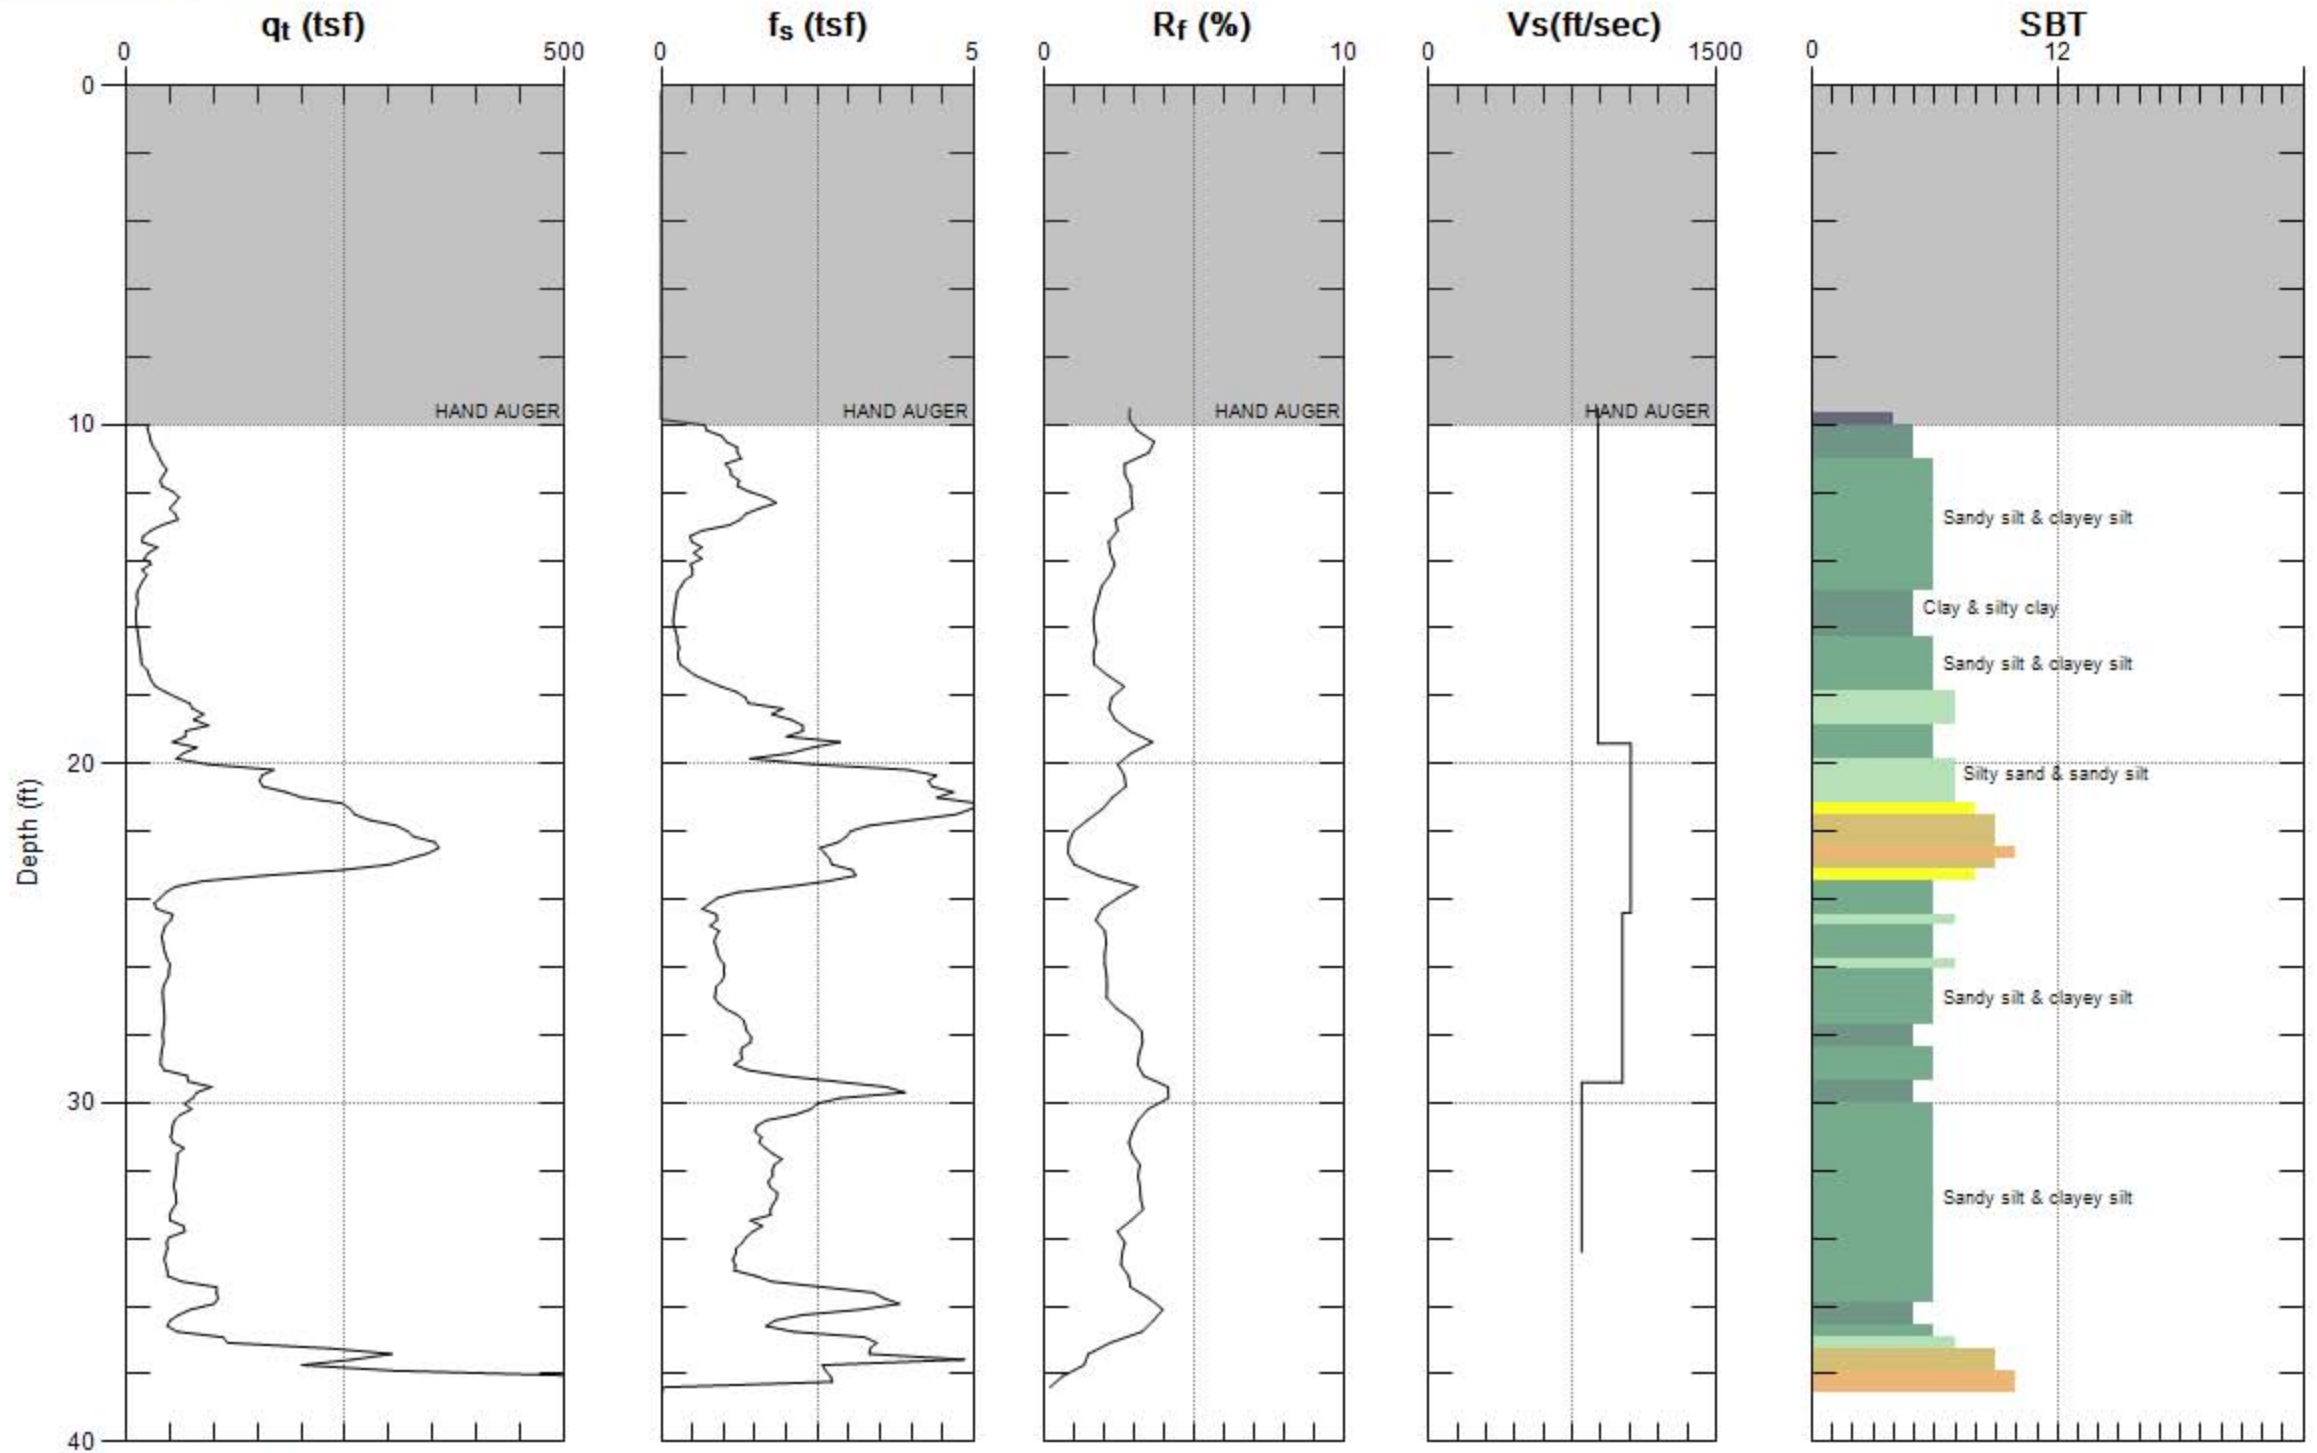 qt (tsf) fs (tsf) Rf (%) Vs(ft/sec) SBT
0 500 0 5 0 10 0 1500 0 12
0
HAND AUGER HAND AUGER HAND AUGER HAND AUGER
10
Sandy silt & clayey silt
Clay & silty clay
Sandy silt & clayey silt
20
Silty sand & sandy silt
Depth (ft)
Sandy silt & clayey silt
30
Sandy silt & clayey silt
40